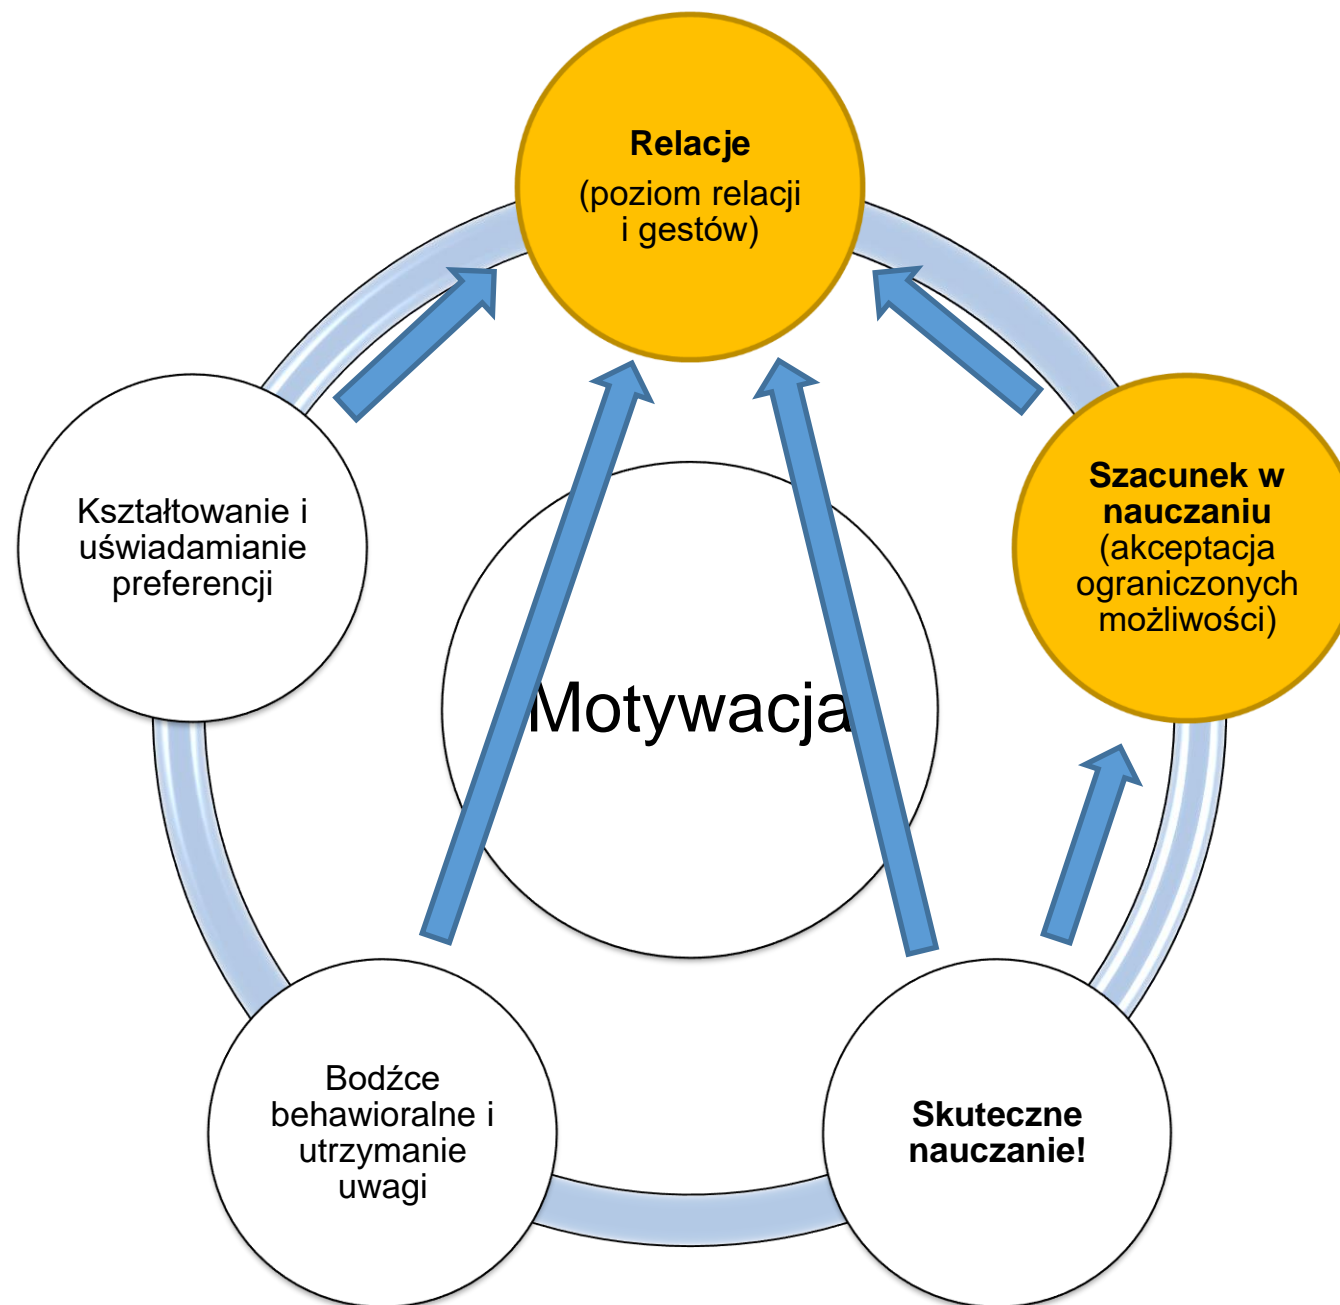 Relacje
(poziom relacji
i gestów)
Szacunek w
nauczaniu
(akceptacja
ograniczonych
możliwości)
Kształtowanie i
uświadamianie
preferencji
Motywacja
Bodźce
behawioralne i
utrzymanie
uwagi
Skuteczne
nauczanie!